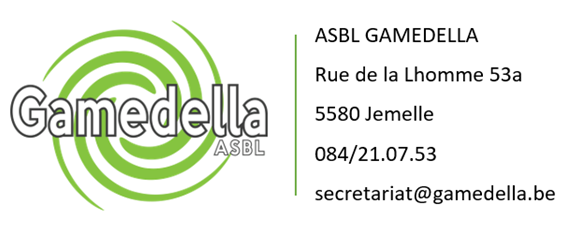 Gamedella
ASBL
ASBL GAMEDELLA
Rue de la Lhomme 53a
5580 Jemelle
084/21.07.53
secretariat@gamedella.be